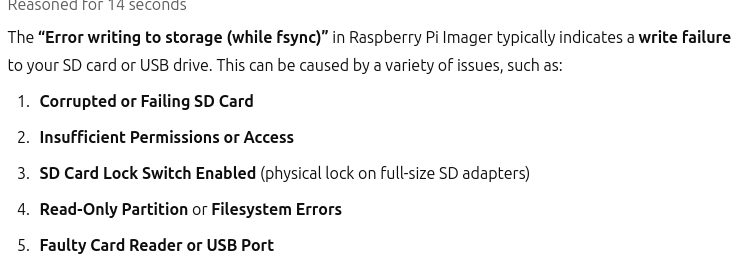 Reasoned for 14 seconds
The “Error writing to storage (while fsync)” in Raspberry Pi Imager typically indicates a write failure
to your SD card or USB drive. This can be caused by a variety of issues, such as:
1. Corrupted or Failing SD Card
2. Insufficient Permissions or Access
3. SD Card Lock Switch Enabled (physical lock on full-size SD adapters)
4. Read-Only Partition or Filesystem Errors
5. Faulty Card Reader or USB Port